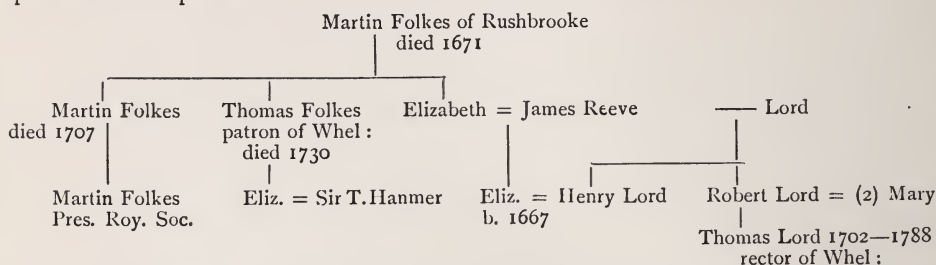 Martin Folkes of Rushbrooke
died 1671
Martin Folkes Thomas Folkes Elizabeth = James Reeve —— Lord
died 1707 patron of Whel :
died 1730
Martin Folkes Eliz. = Sir T. Hanmer Eliz. = Henry Lord Robert Lord = (2) Mary
Pres. Roy. Soc. b. 1667
Thomas Lord 1702—1788
rector of Whel :